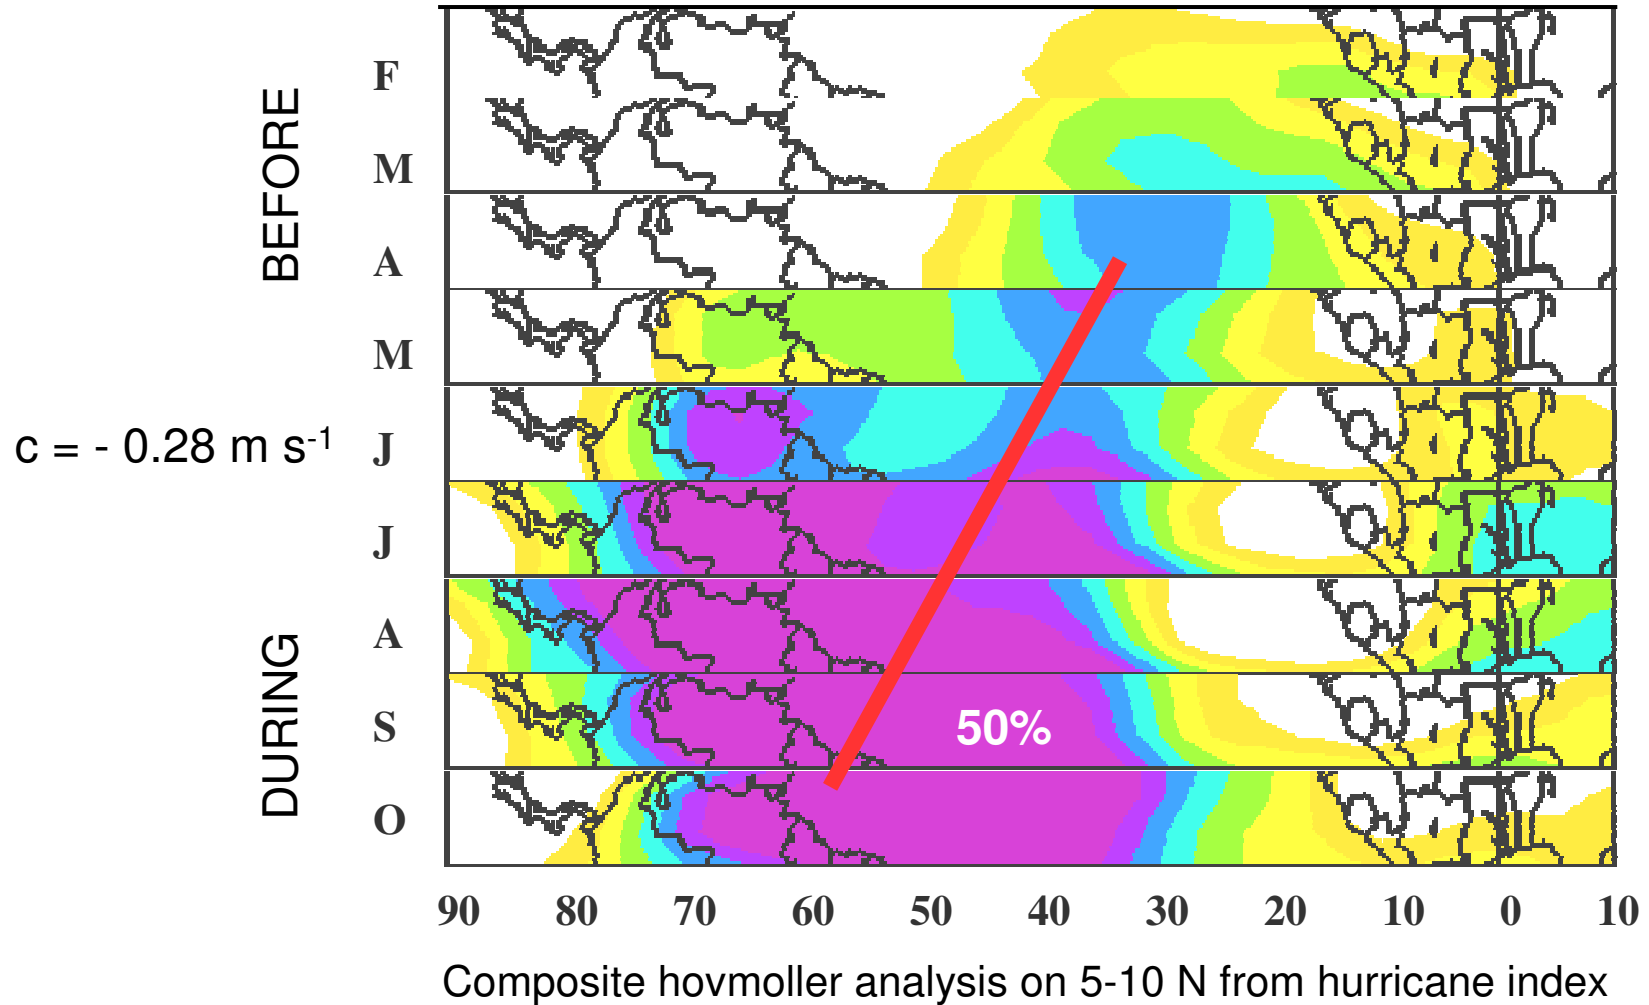 BEFORE
F
M
A
M
c = - 0.28 m s-1
J
J
DURING
A
S
50%
O
90 80 70 60 50 40 30 20 10 0 10
Composite hovmoller analysis on 5-10 N from hurricane index